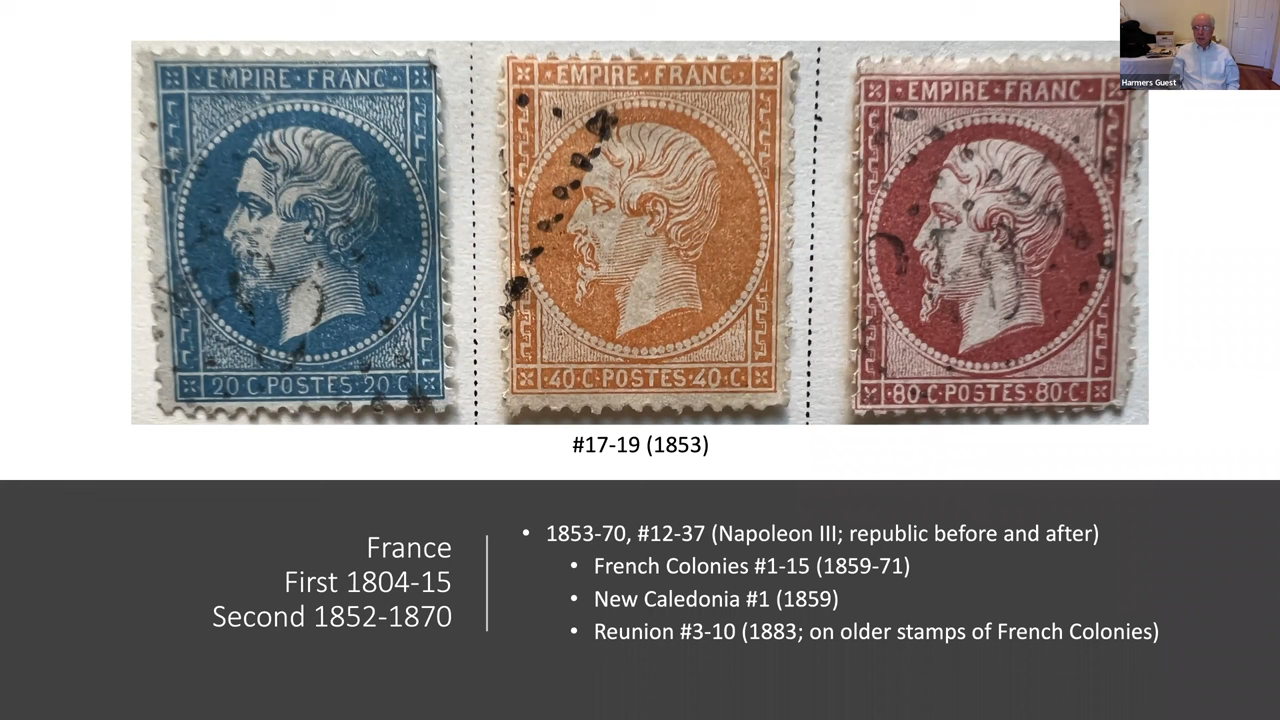 EMPIRE · FRANC ·
20 C · POSTES · 20 C ·
EMPIRE · FRANC ·
· 40 · C · POSTES · 40 · C ·
EMPIRE · FRANC ·
· 80 · C · POSTES · 80 · C ·
Harmers Guest
#17-19 (1853)
France
First 1804-15
Second 1852-1870
• 1853-70, #12-37 (Napoleon III; republic before and after)
• French Colonies #1-15 (1859-71)
• New Caledonia #1 (1859)
• Reunion #3-10 (1883; on older stamps of French Colonies)